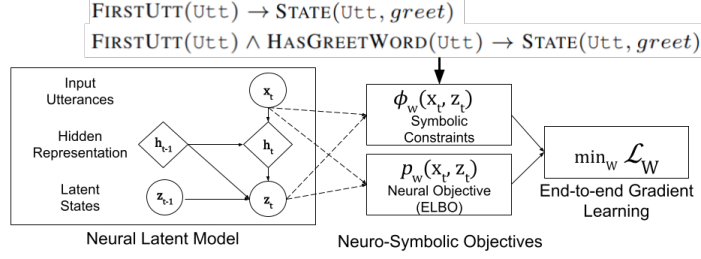 FIRSTUTT(Utt) → STATE(Utt, greet)
FIRSTUTT(Utt) ∧ HASGREETWORD(Utt) → STATE(Utt, greet)
Input
Utterances
x_t
Hidden
Representation
h_{t-1}
h_t
Latent
States
z_{t-1}
z_t
Neural Latent Model
ϕ_w(x_t, z_t)
Symbolic
Constraints
p_w(x_t, z_t)
Neural Objective
(ELBO)
Neuro-Symbolic Objectives
min_W ℒ_W
End-to-end Gradient
Learning